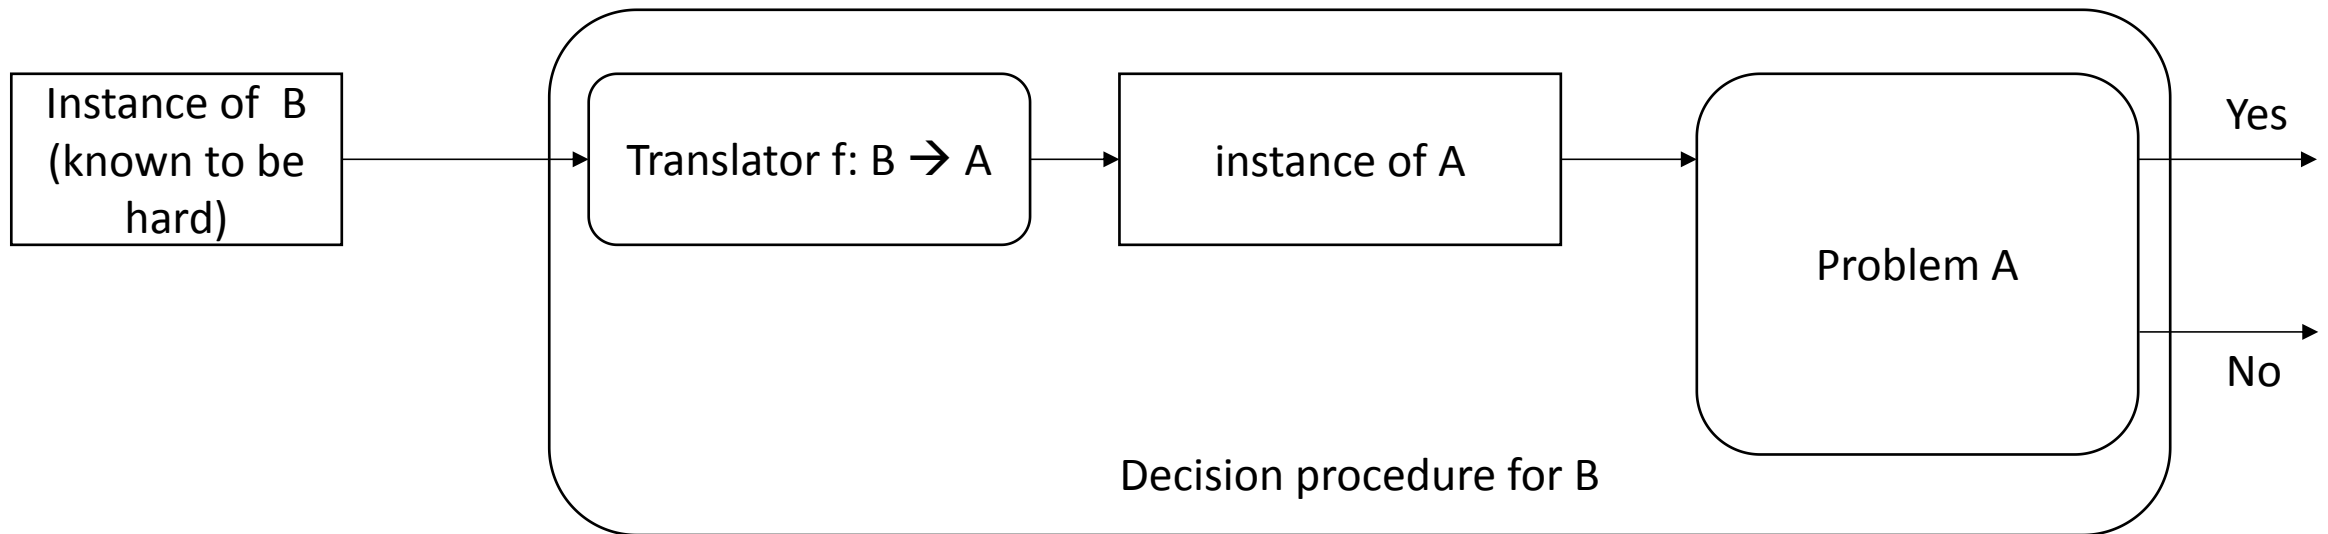 Instance of B
(known to be
hard)
Translator f: B → A
instance of A
Problem A
Yes
No
Decision procedure for B